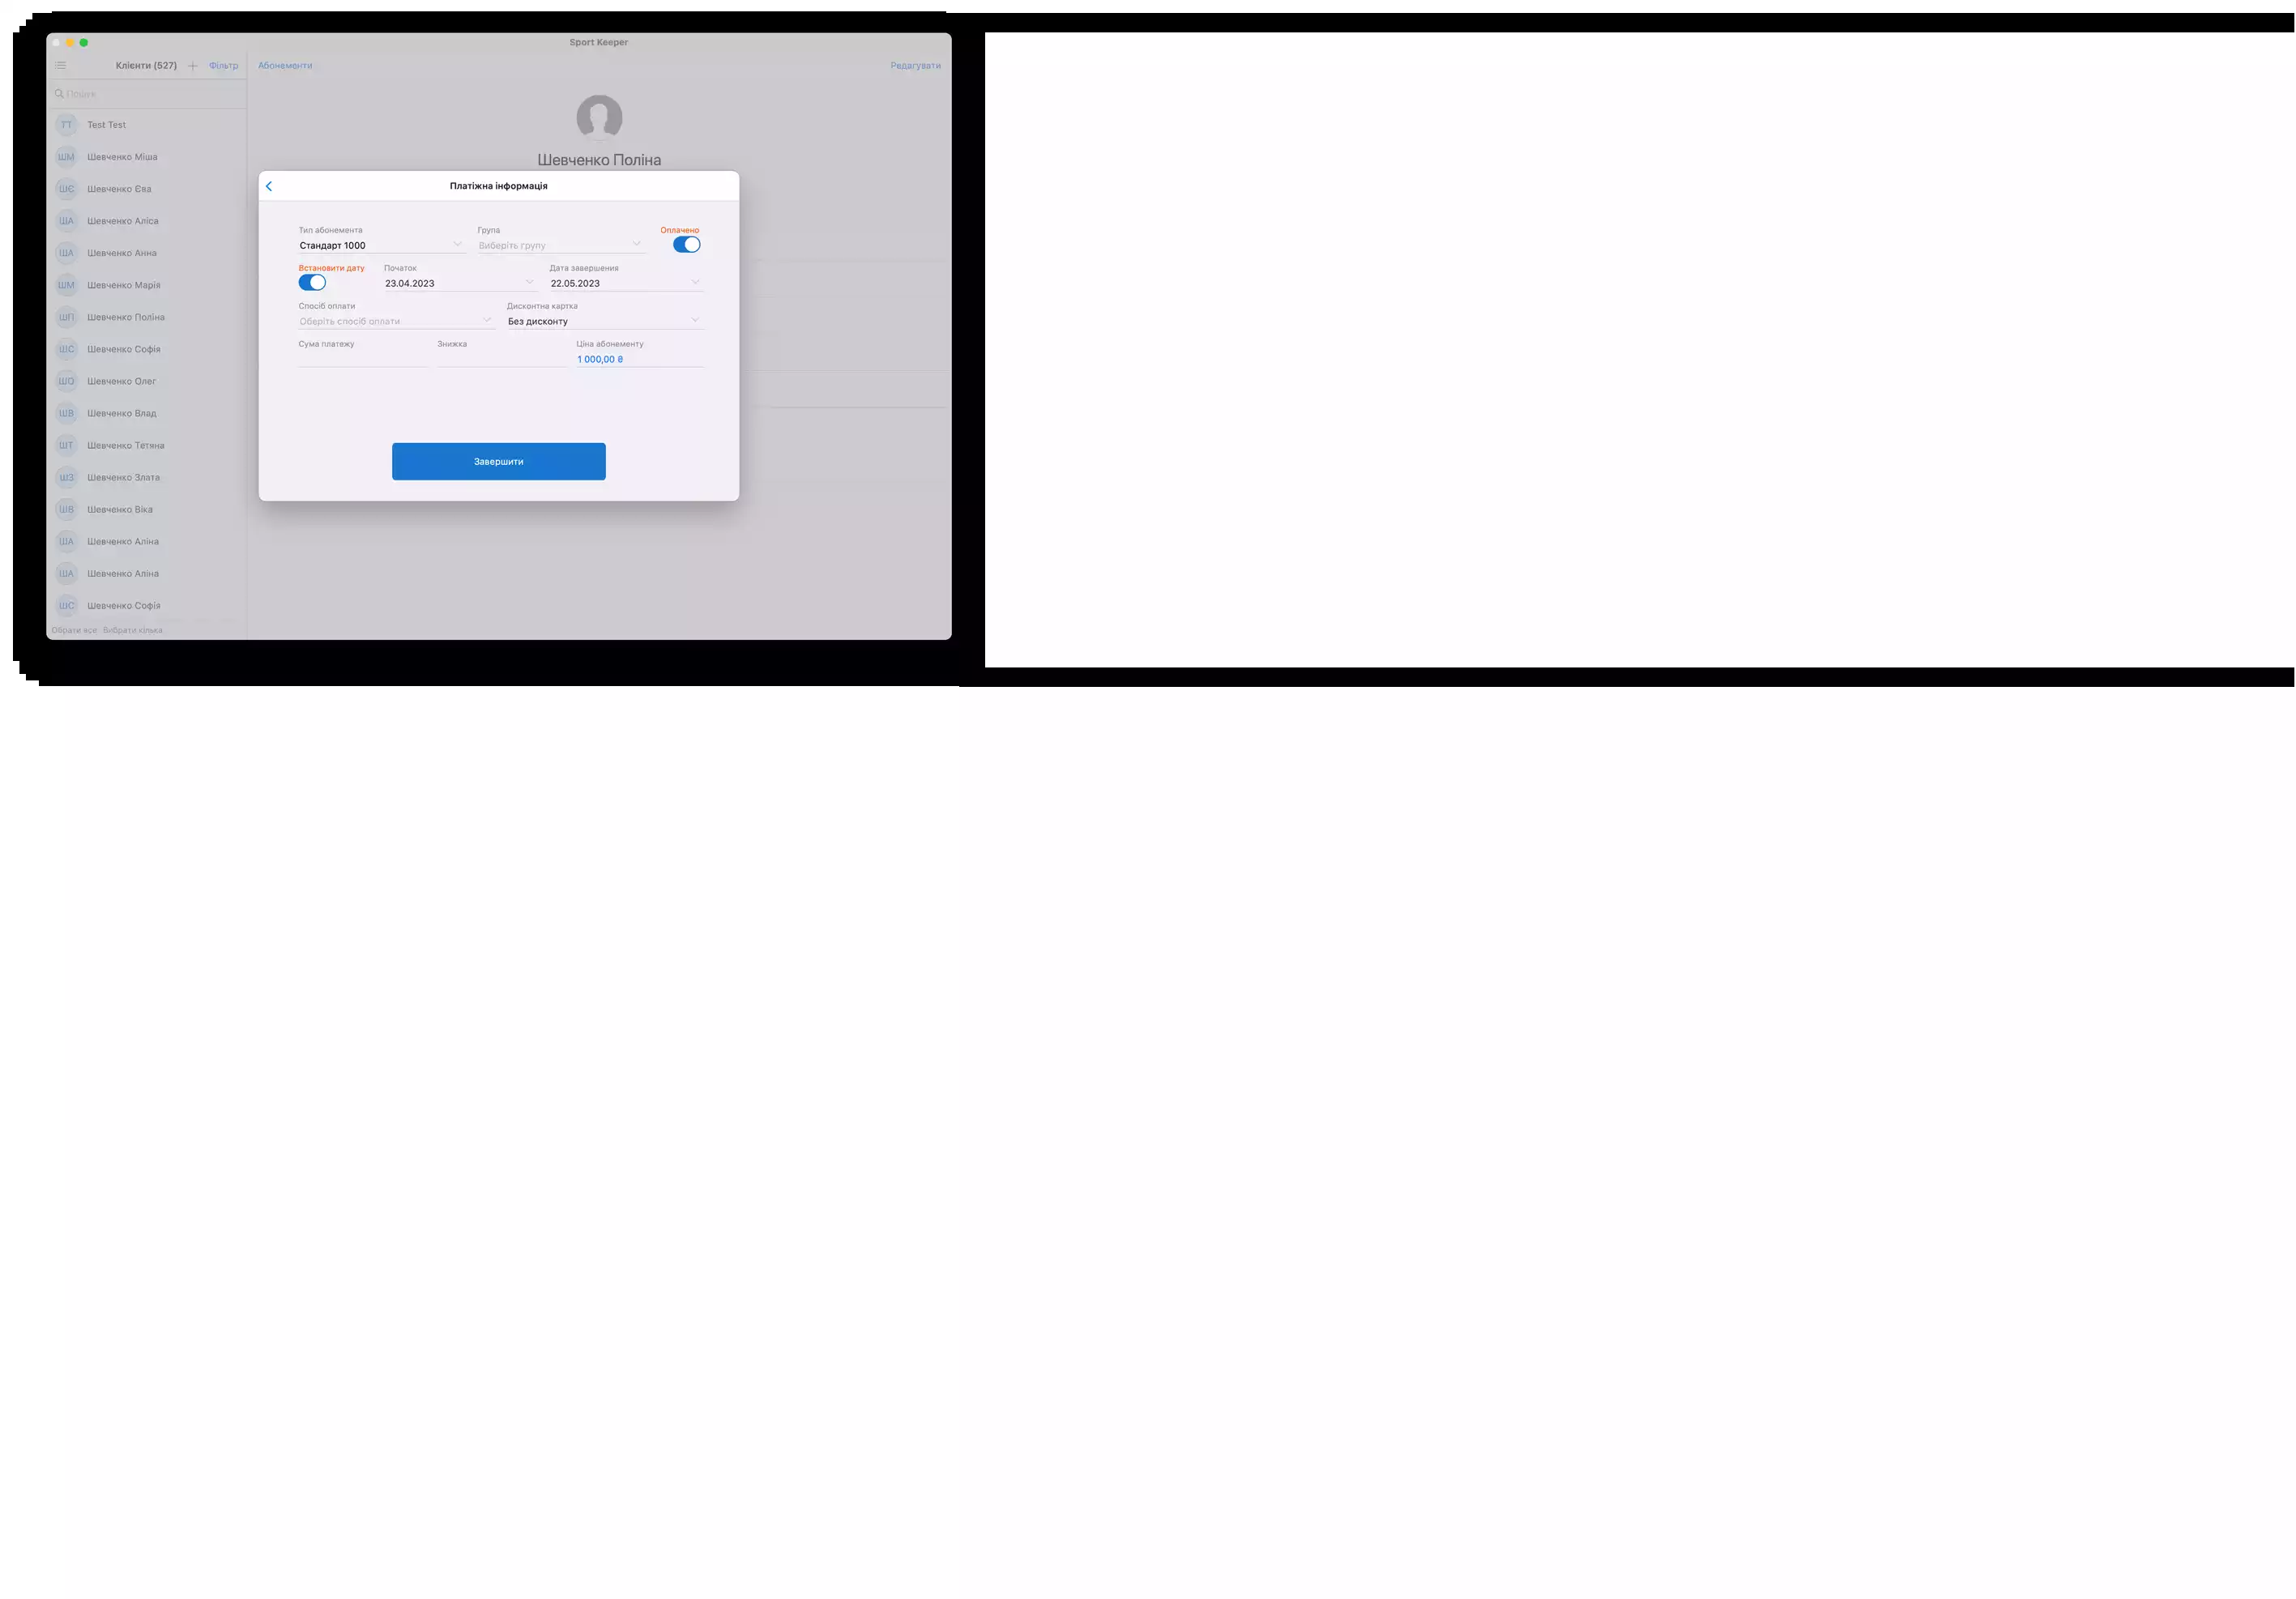 Sport Keeper
Клієнти (527) Фільтр
Абонементи
Редагувати
Пошук
TT Test Test
ШМ Шевченко Міша
ШЄ Шевченко Єва
ША Шевченко Аліса
ША Шевченко Анна
ШМ Шевченко Марія
ШП Шевченко Поліна
ШС Шевченко Софія
ШО Шевченко Олег
ШВ Шевченко Влад
ШТ Шевченко Тетяна
ШЗ Шевченко Злата
ШВ Шевченко Віка
ША Шевченко Аліна
ША Шевченко Аліна
ШС Шевченко Софія
Обрати все Вибрати кілька
Шевченко Поліна
Платіжна інформація
Тип абонемента Група Оплачено
Стандарт 1000 Виберіть групу
Встановити дату Початок Дата завершення
23.04.2023 22.05.2023
Спосіб оплати Дисконтна картка
Оберіть спосіб оплати Без дисконту
Сума платежу Знижка Ціна абонементу
1 000,00 ₴
Завершити